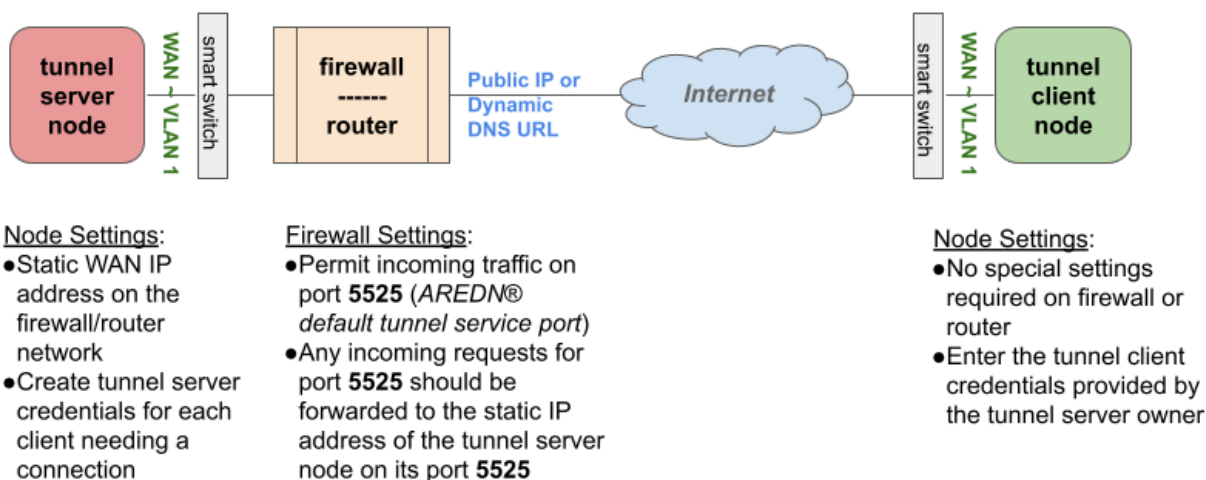 tunnel
server
node
WAN ~ VLAN 1
smart switch
firewall
------
router
Public IP or
Dynamic
DNS URL
Internet
smart switch
WAN ~ VLAN 1
tunnel
client
node
Node Settings:
●Static WAN IP
address on the
firewall/router
network
●Create tunnel server
credentials for each
client needing a
connection
Firewall Settings:
●Permit incoming traffic on
port 5525 (AREDN®
default tunnel service port)
●Any incoming requests for
port 5525 should be
forwarded to the static IP
address of the tunnel server
node on its port 5525
Node Settings:
●No special settings
required on firewall or
router
●Enter the tunnel client
credentials provided by
the tunnel server owner